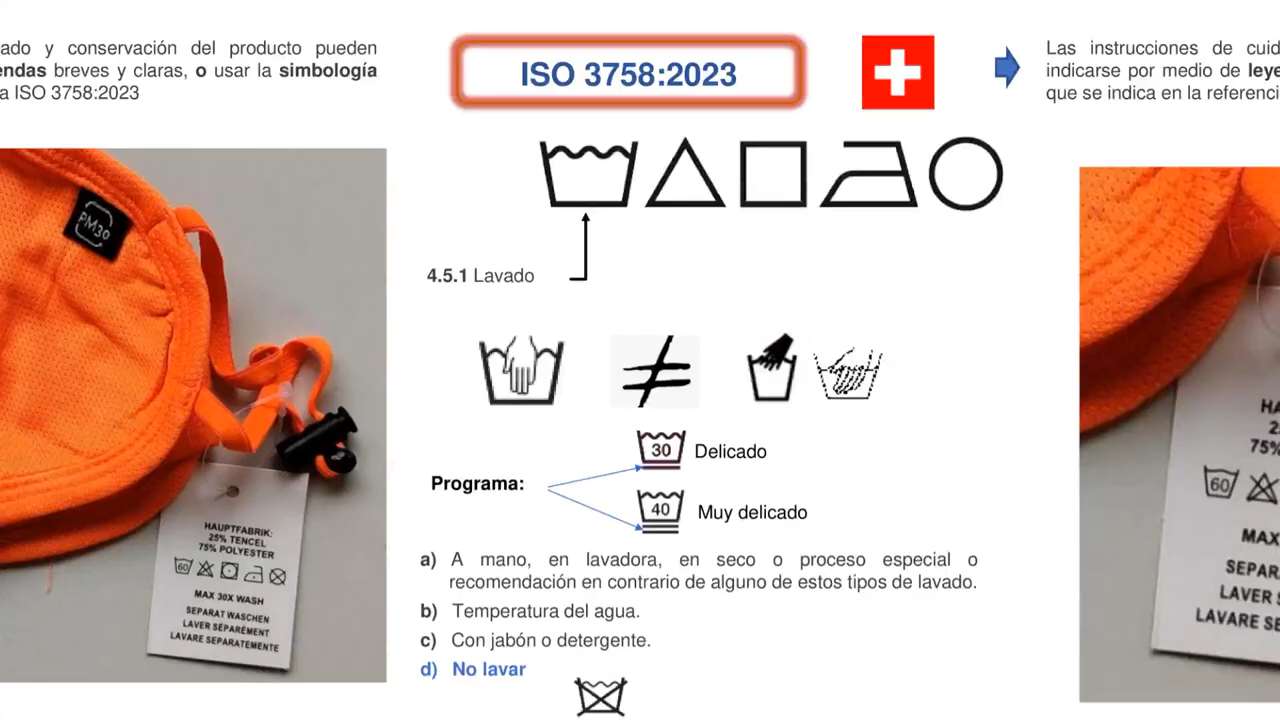 ado y conservación del producto pueden
endas breves y claras, o usar la simbología
a ISO 3758:2023
ISO 3758:2023
Las instrucciones de cuid
indicarse por medio de leye
que se indica en la referenci
PM30
4.5.1 Lavado
30 Delicado
Programa:
40 Muy delicado
a) A mano, en lavadora, en seco o proceso especial o
recomendación en contrario de alguno de estos tipos de lavado.
b) Temperatura del agua.
c) Con jabón o detergente.
d) No lavar
HAUPTFABRIK:
25% TENCEL
75% POLYESTER
60
MAX 30X WASH
SEPARAT WASCHEN
LAVER SÉPARÉMENT
LAVARE SEPARATEMENTE
HA
2
75%
60
MAX
SEPAR
LAVER S
LAVARE SE